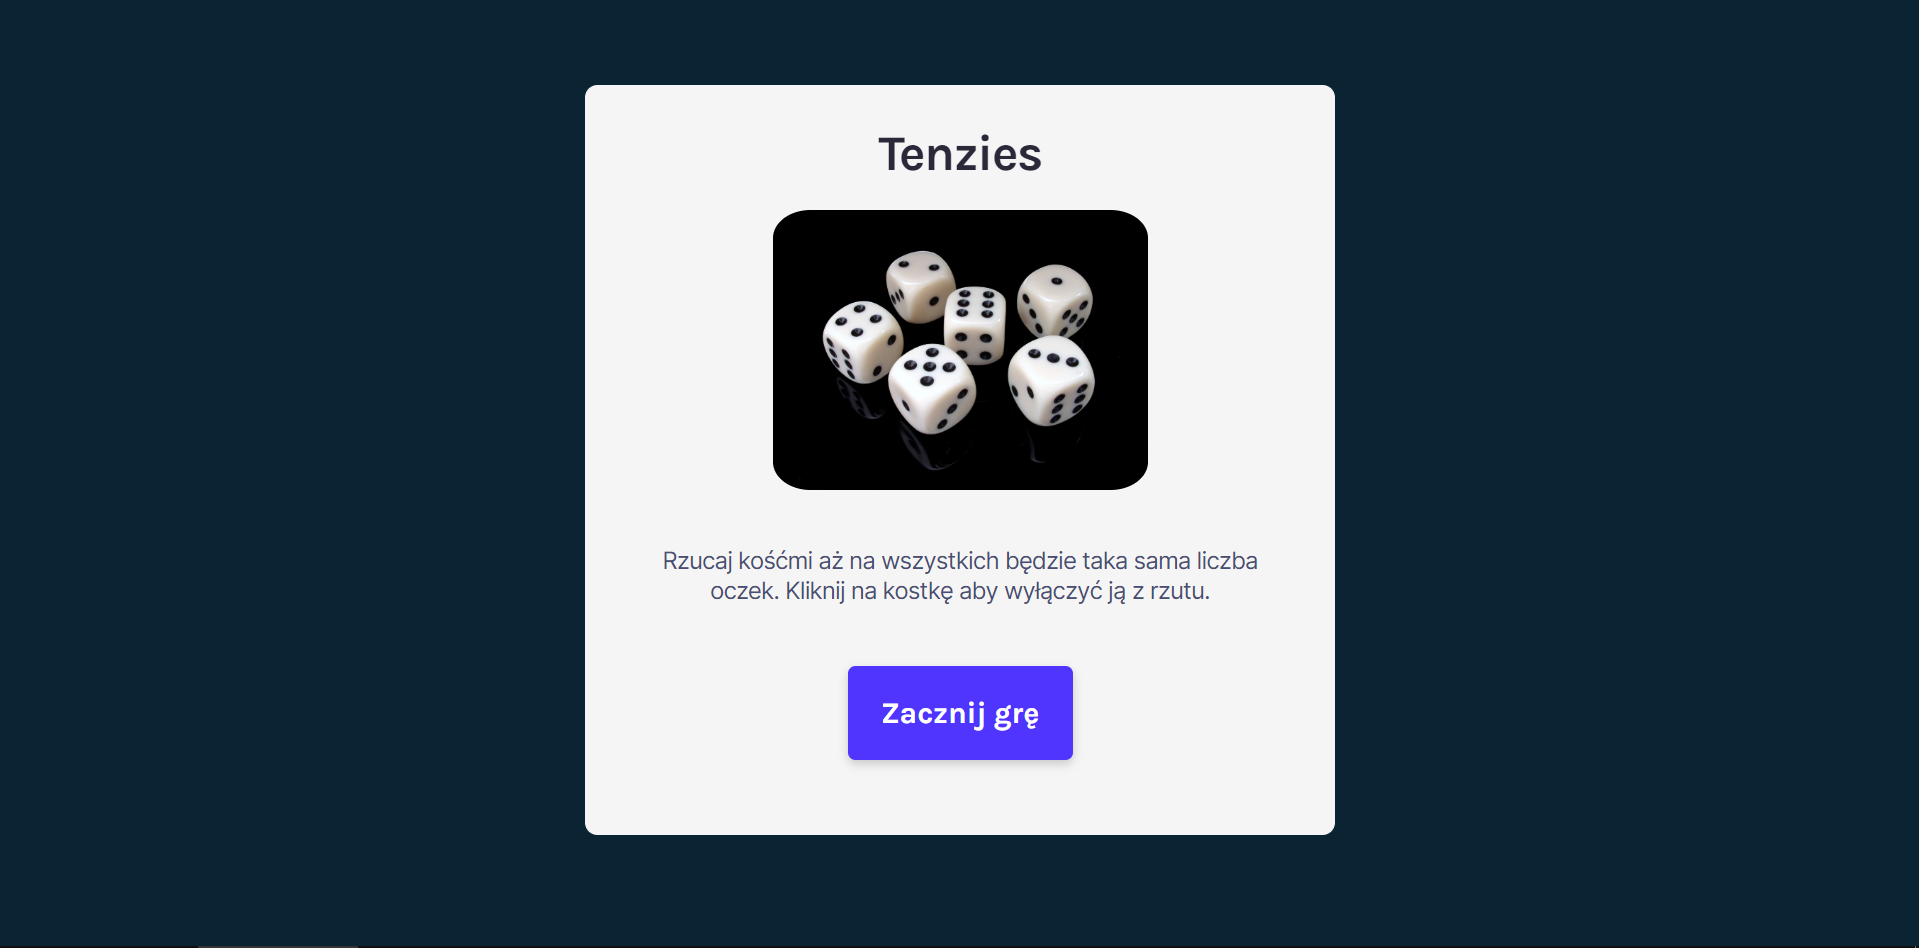 Tenzies
Rzucaj kośćmi aż na wszystkich będzie taka sama liczba
oczek. Kliknij na kostkę aby wyłączyć ją z rzutu.
Zacznij grę